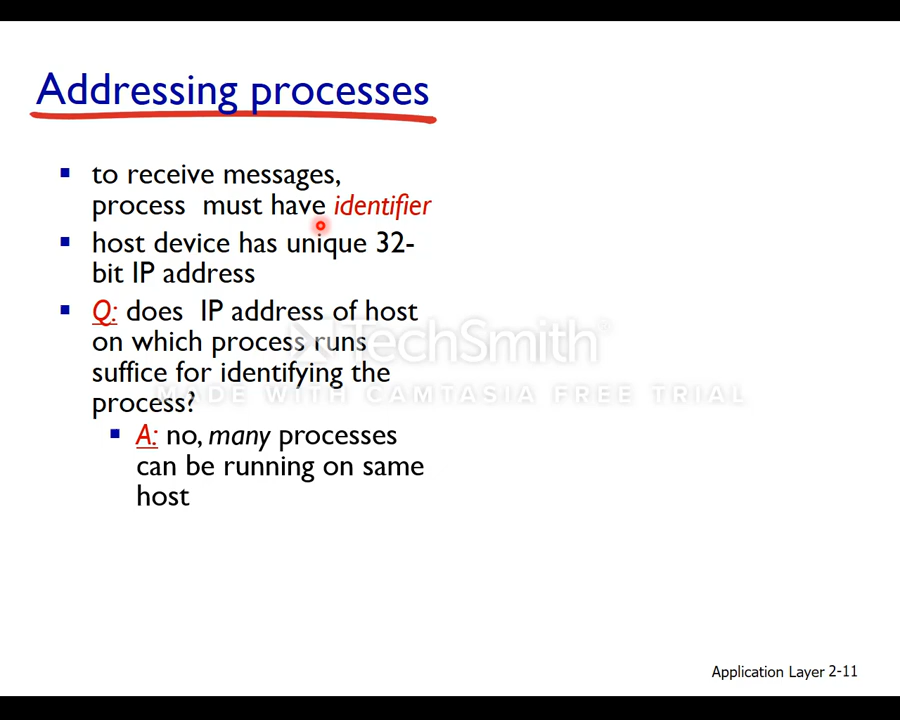 Addressing processes
▪ to receive messages,
process must have identifier
▪ host device has unique 32-
bit IP address
▪ Q: does IP address of host
on which process runs
suffice for identifying the
process?
▪ A: no, many processes
can be running on same
host
TechSmith®
MADE WITH CAMTASIA FREE TRIAL
Application Layer 2-11